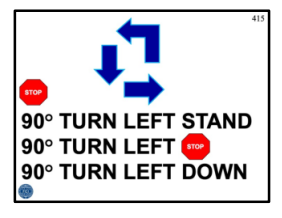 415
STOP
90° TURN LEFT STAND
90° TURN LEFT STOP
90° TURN LEFT DOWN